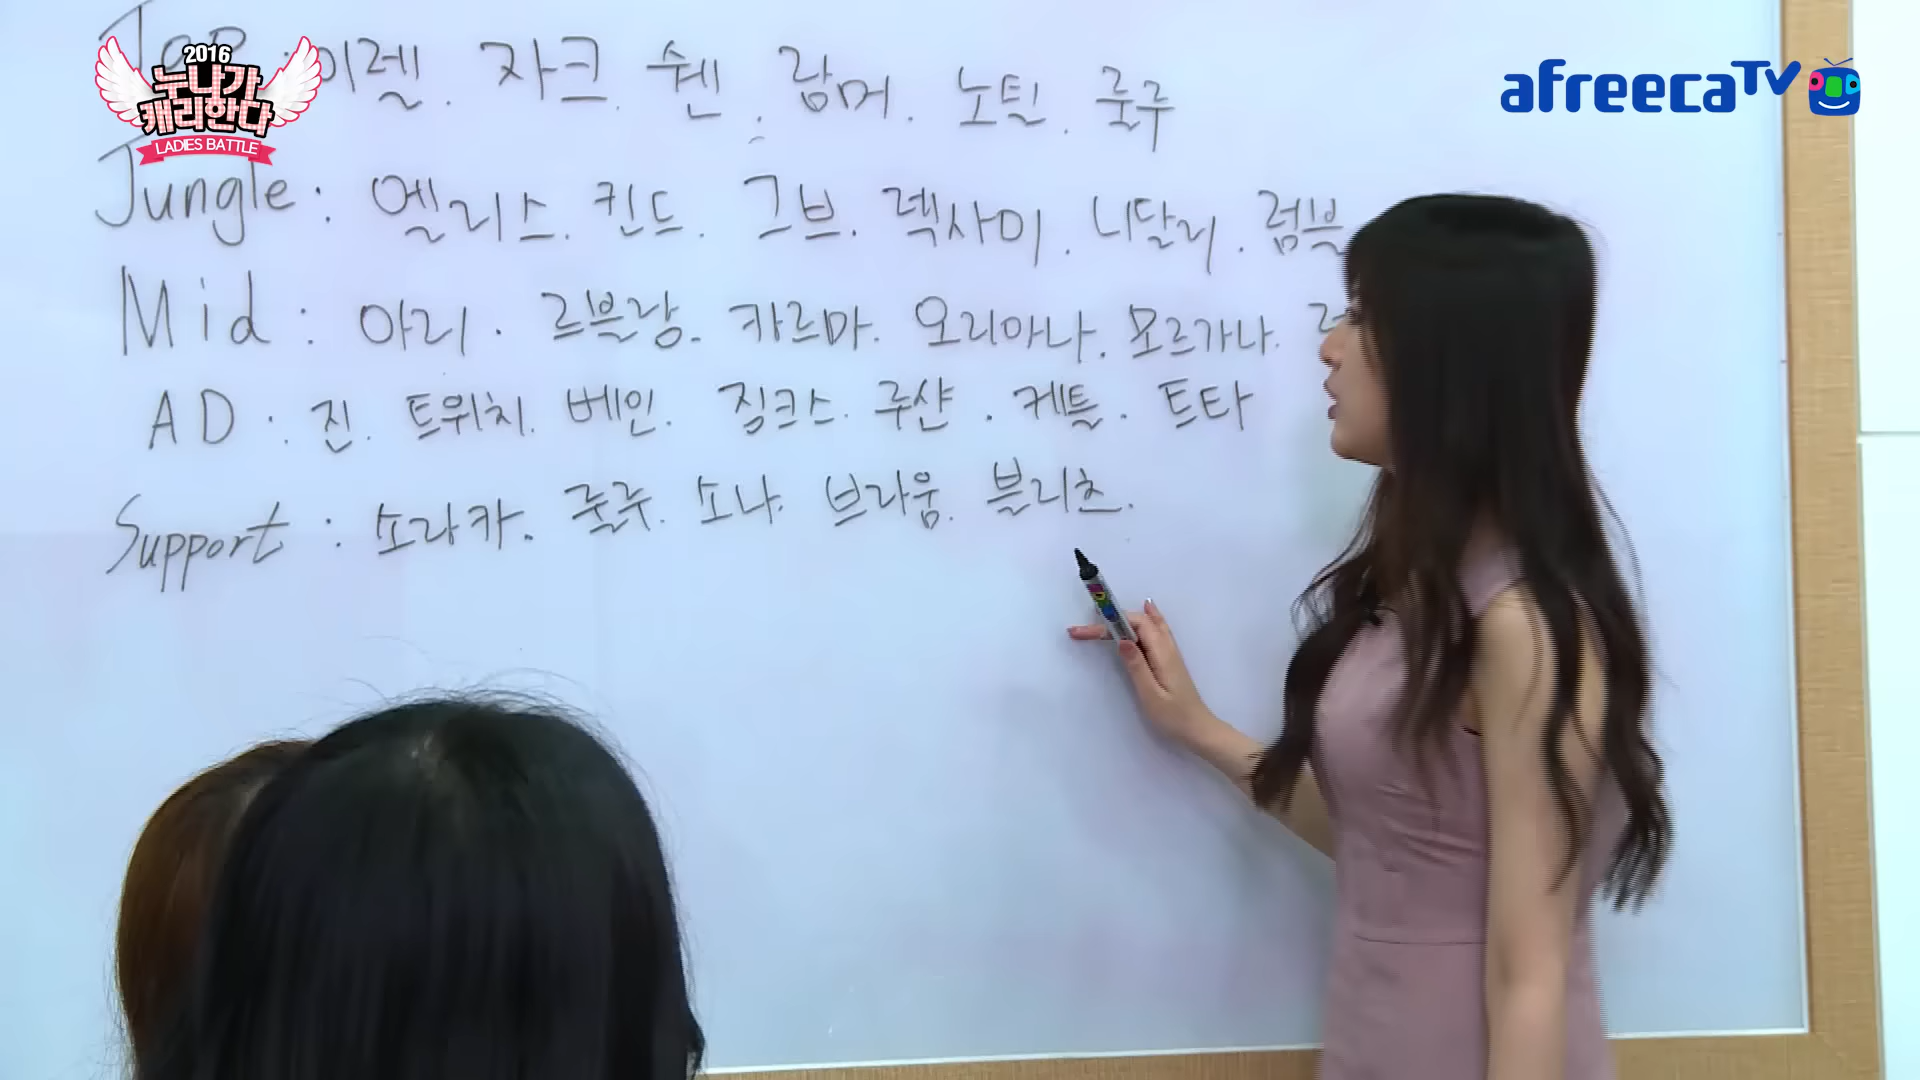 2016
누나가
캐리한다
LADIES BATTLE
afreecaTV
Top : 이렐. 자크. 쉔. 람머. 노틸. 룰루
Jungle : 엘리스. 킨드. 그브. 렉사이. 니달리. 럼블
Mid : 아리. 르블랑. 카르마. 오리아나. 모르가나.
AD : 진. 트위치. 베인. 징크스. 루샨. 케틀. 트타
Support : 소라카. 룰루. 소나. 브라움. 블리츠.